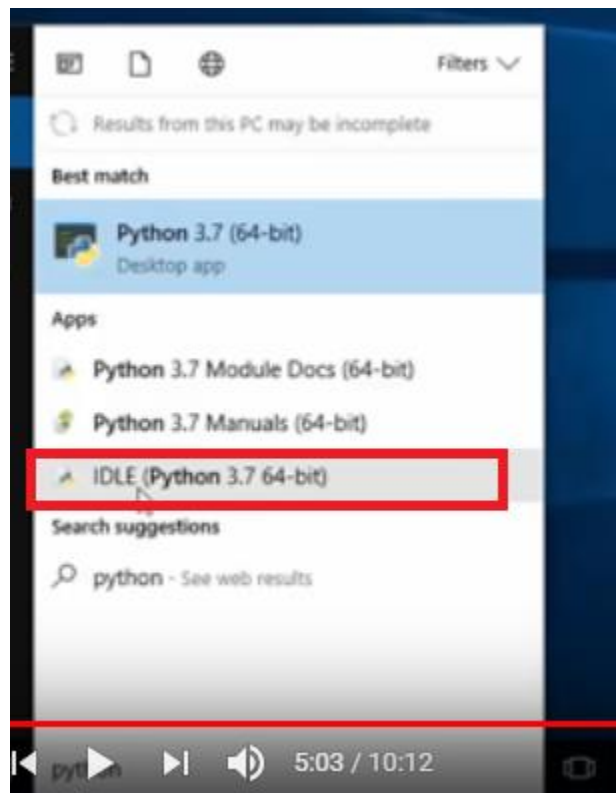 Filters
Results from this PC may be incomplete
Best match
Python 3.7 (64-bit)
Desktop app
Apps
Python 3.7 Module Docs (64-bit)
Python 3.7 Manuals (64-bit)
IDLE (Python 3.7 64-bit)
Search suggestions
python - See web results
python
5:03 / 10:12